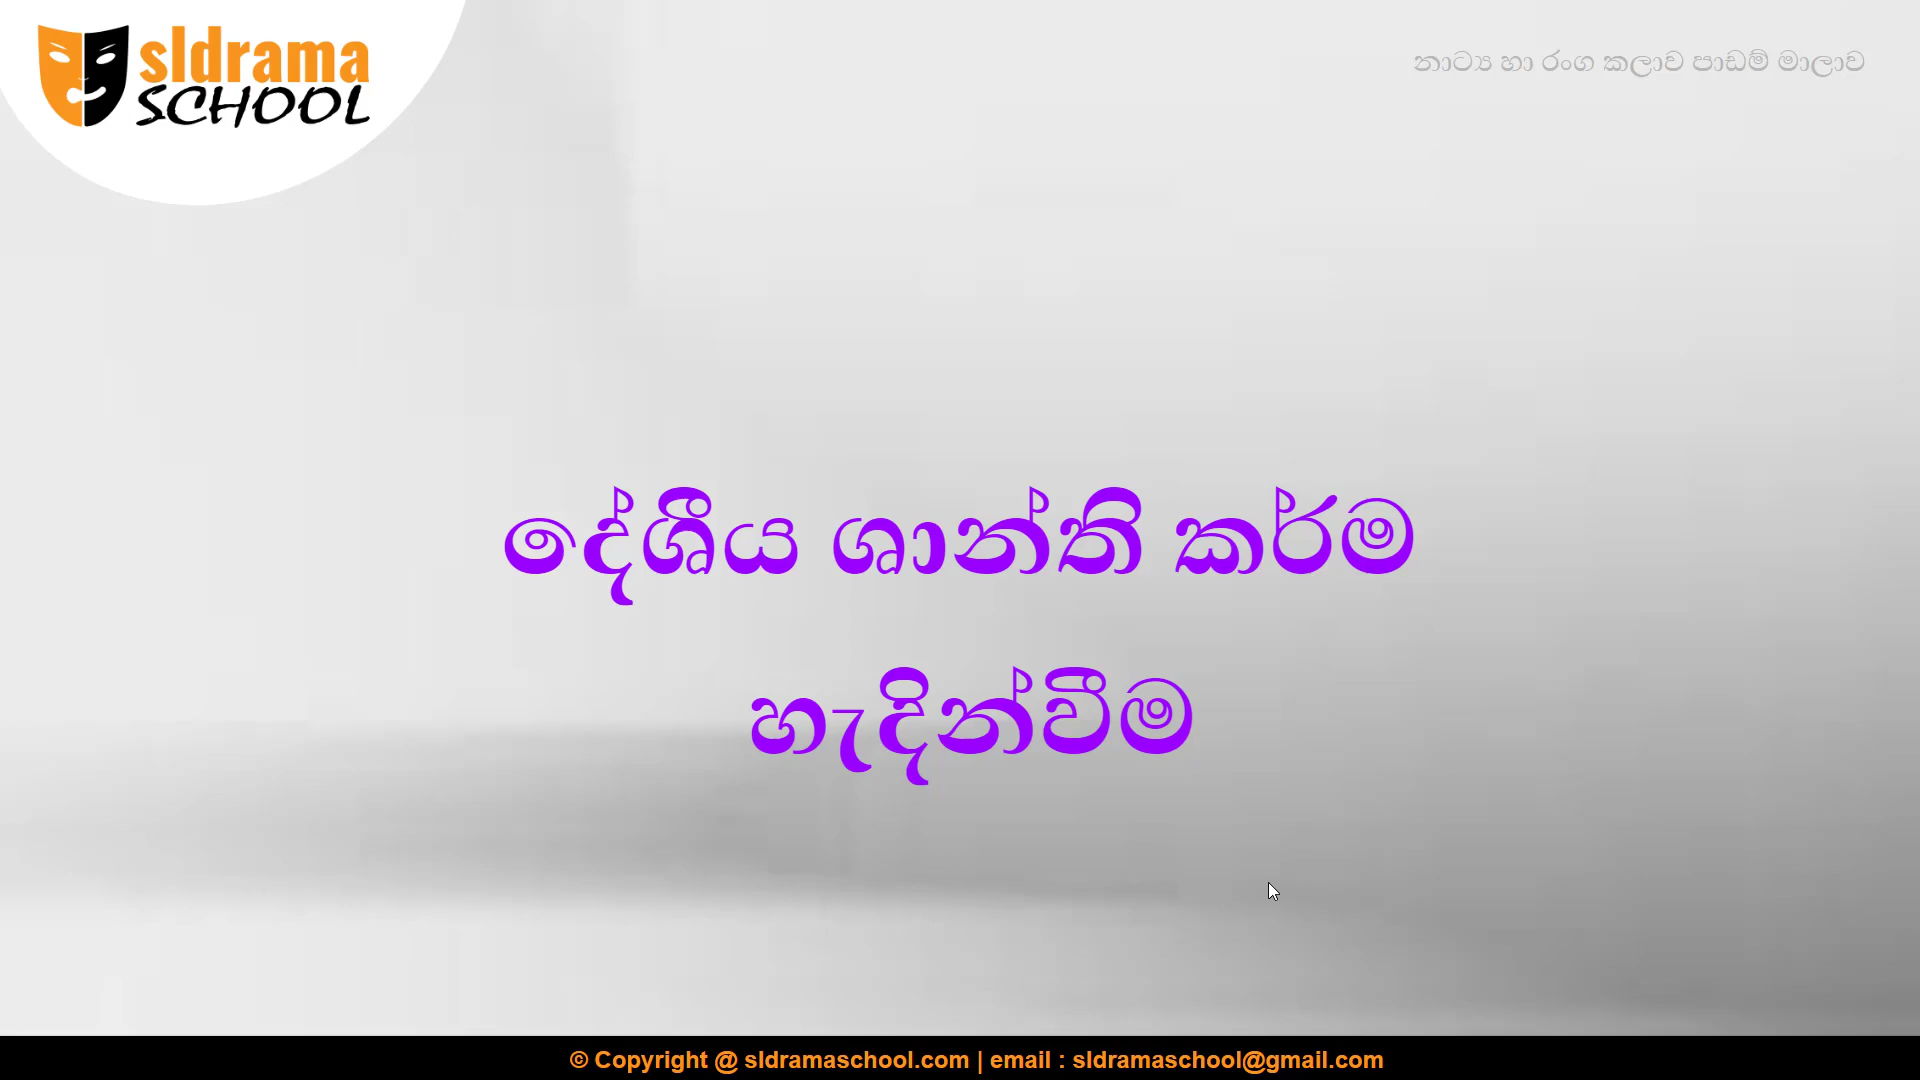 sldrama
SCHOOL
නාට්‍ය හා රංග කලාව පාඩම් මාලාව
දේශීය ශාන්ති කර්ම
හැදින්වීම
© Copyright @ sldramaschool.com | email : sldramaschool@gmail.com